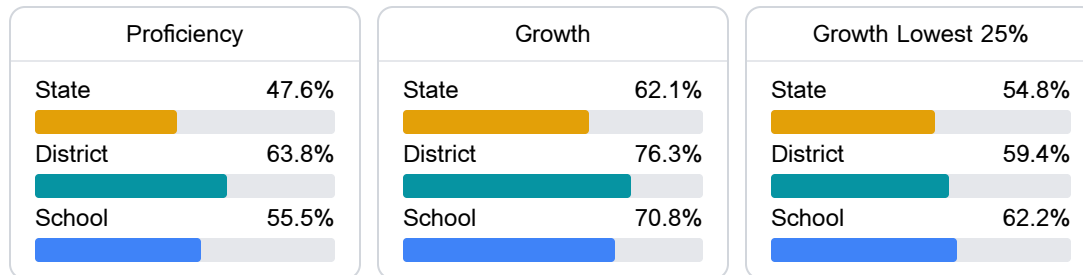 Proficiency
State 47.6%
District 63.8%
School 55.5%
Growth
State 62.1%
District 76.3%
School 70.8%
Growth Lowest 25%
State 54.8%
District 59.4%
School 62.2%